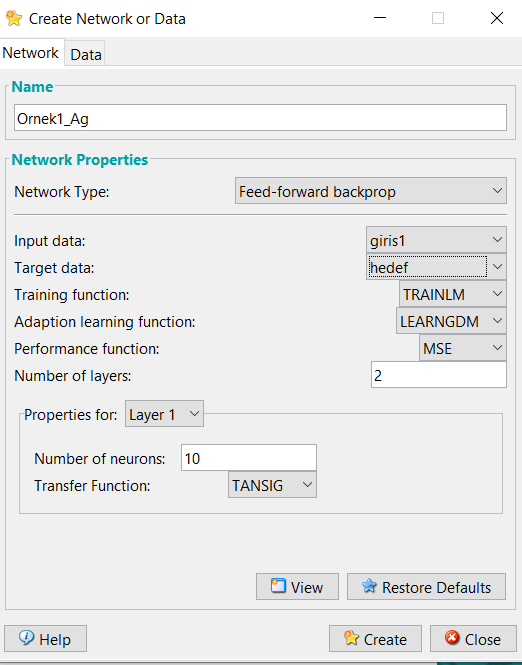 Create Network or Data
Network Data
Name
Ornek1_Ag
Network Properties
Network Type: Feed-forward backprop
Input data: giris1
Target data: hedef
Training function: TRAINLM
Adaption learning function: LEARNGDM
Performance function: MSE
Number of layers: 2
Properties for: Layer 1
Number of neurons: 10
Transfer Function: TANSIG
View Restore Defaults
Help Create Close